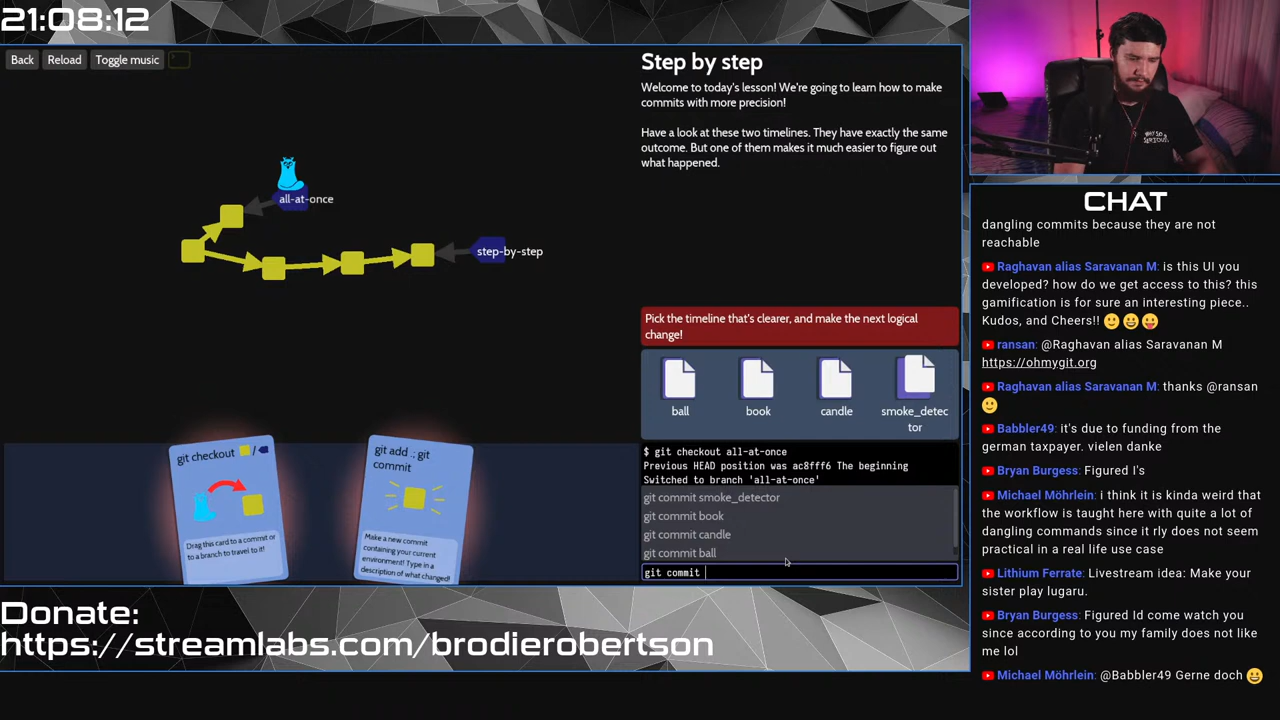 21:08:12
Back
Reload
Toggle music
all-at-once
step-by-step
Step by step
Welcome to today's lesson! We're going to learn how to make
commits with more precision!
Have a look at these two timelines. They have exactly the same
outcome. But one of them makes it much easier to figure out
what happened.
Pick the timeline that's clearer, and make the next logical
change!
ball
book
candle
smoke_detec
tor
git checkout
/
Drag this card to a commit or
to a branch to travel to it!
git add .; git
commit
Make a new commit
containing your current
environment! Type in a
description of what changed!
$ git checkout all-at-once
Previous HEAD position was ac8fff6 The beginning
Switched to branch 'all-at-once'
git commit smoke_detector
git commit book
git commit candle
git commit ball
git commit
WHY SO
SERIOUS?
CHAT
dangling commits because they are not
reachable
Raghavan alias Saravanan M: is this UI you
developed? how do we get access to this? this
gamification is for sure an interesting piece..
Kudos, and Cheers!! 🙂😀😛
ransan: @Raghavan alias Saravanan M
https://ohmygit.org
Raghavan alias Saravanan M: thanks @ransan
🙂
Babbler49: it's due to funding from the
german taxpayer. vielen danke
Bryan Burgess: Figured I's
Michael Möhrlein: i think it is kinda weird that
the workflow is taught here with quite a lot of
dangling commands since it rly does not seem
practical in a real life use case
Lithium Ferrate: Livestream idea: Make your
sister play lugaru.
Bryan Burgess: Figured Id come watch you
since according to you my family does not like
me lol
Michael Möhrlein: @Babbler49 Gerne doch 😀
Donate:
https://streamlabs.com/brodierobertson